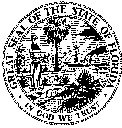 GREAT SEAL OF THE STATE OF FLORIDA
IN GOD WE TRUST